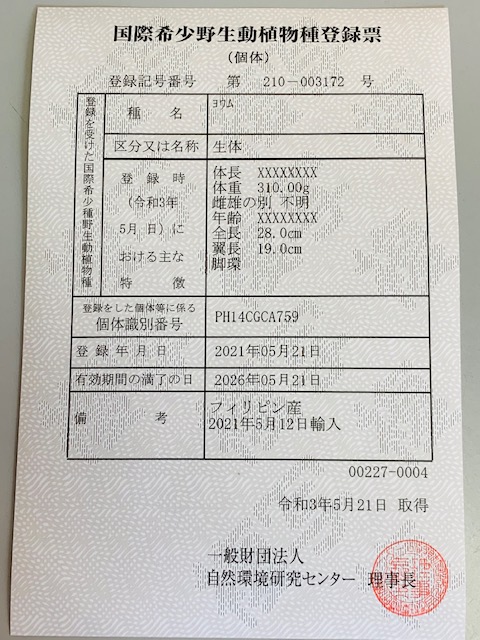 国際希少野生動植物種登録票
(個体)
登録記号番号 第 210-003172 号
登録を受けた国際希少種野生動植物種
種名 ヨウム
区分又は名称 生体
登録時
(令和3年
5月 日)に
おける主な
特徴
体長 XXXXXXXX
体重 310.00g
雌雄の別 不明
年齢 XXXXXXXX
全長 28.0cm
翼長 19.0cm
脚環
登録をした個体等に係る
個体識別番号
PH14CGCA759
登録年月日 2021年05月21日
有効期間の満了の日 2026年05月21日
備考
フィリピン産
2021年5月12日輸入
00227-0004
令和3年5月21日 取得
一般財団法人
自然環境研究センター 理事長